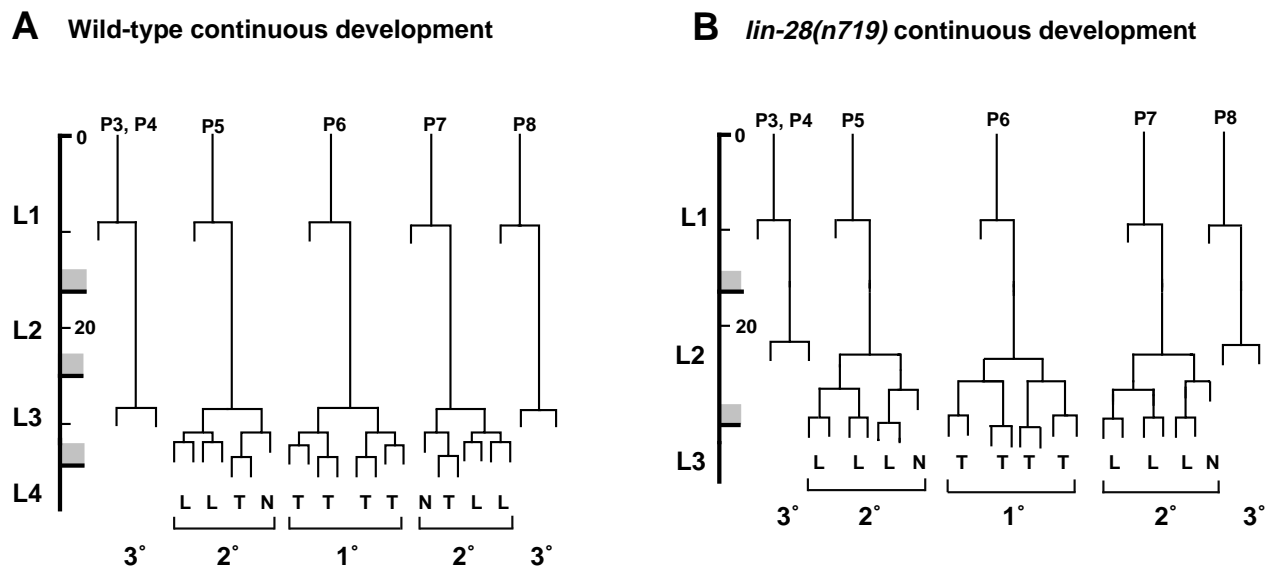 A Wild-type continuous development
P3, P4 P5 P6 P7 P8
0
L1
20
L2
L3
L4
L L T N T T T T N T L L
3° 2° 1° 2° 3°
B lin-28(n719) continuous development
P3, P4 P5 P6 P7 P8
0
L1
20
L2
L3
L L L N T T T T L L L N
3° 2° 1° 2° 3°